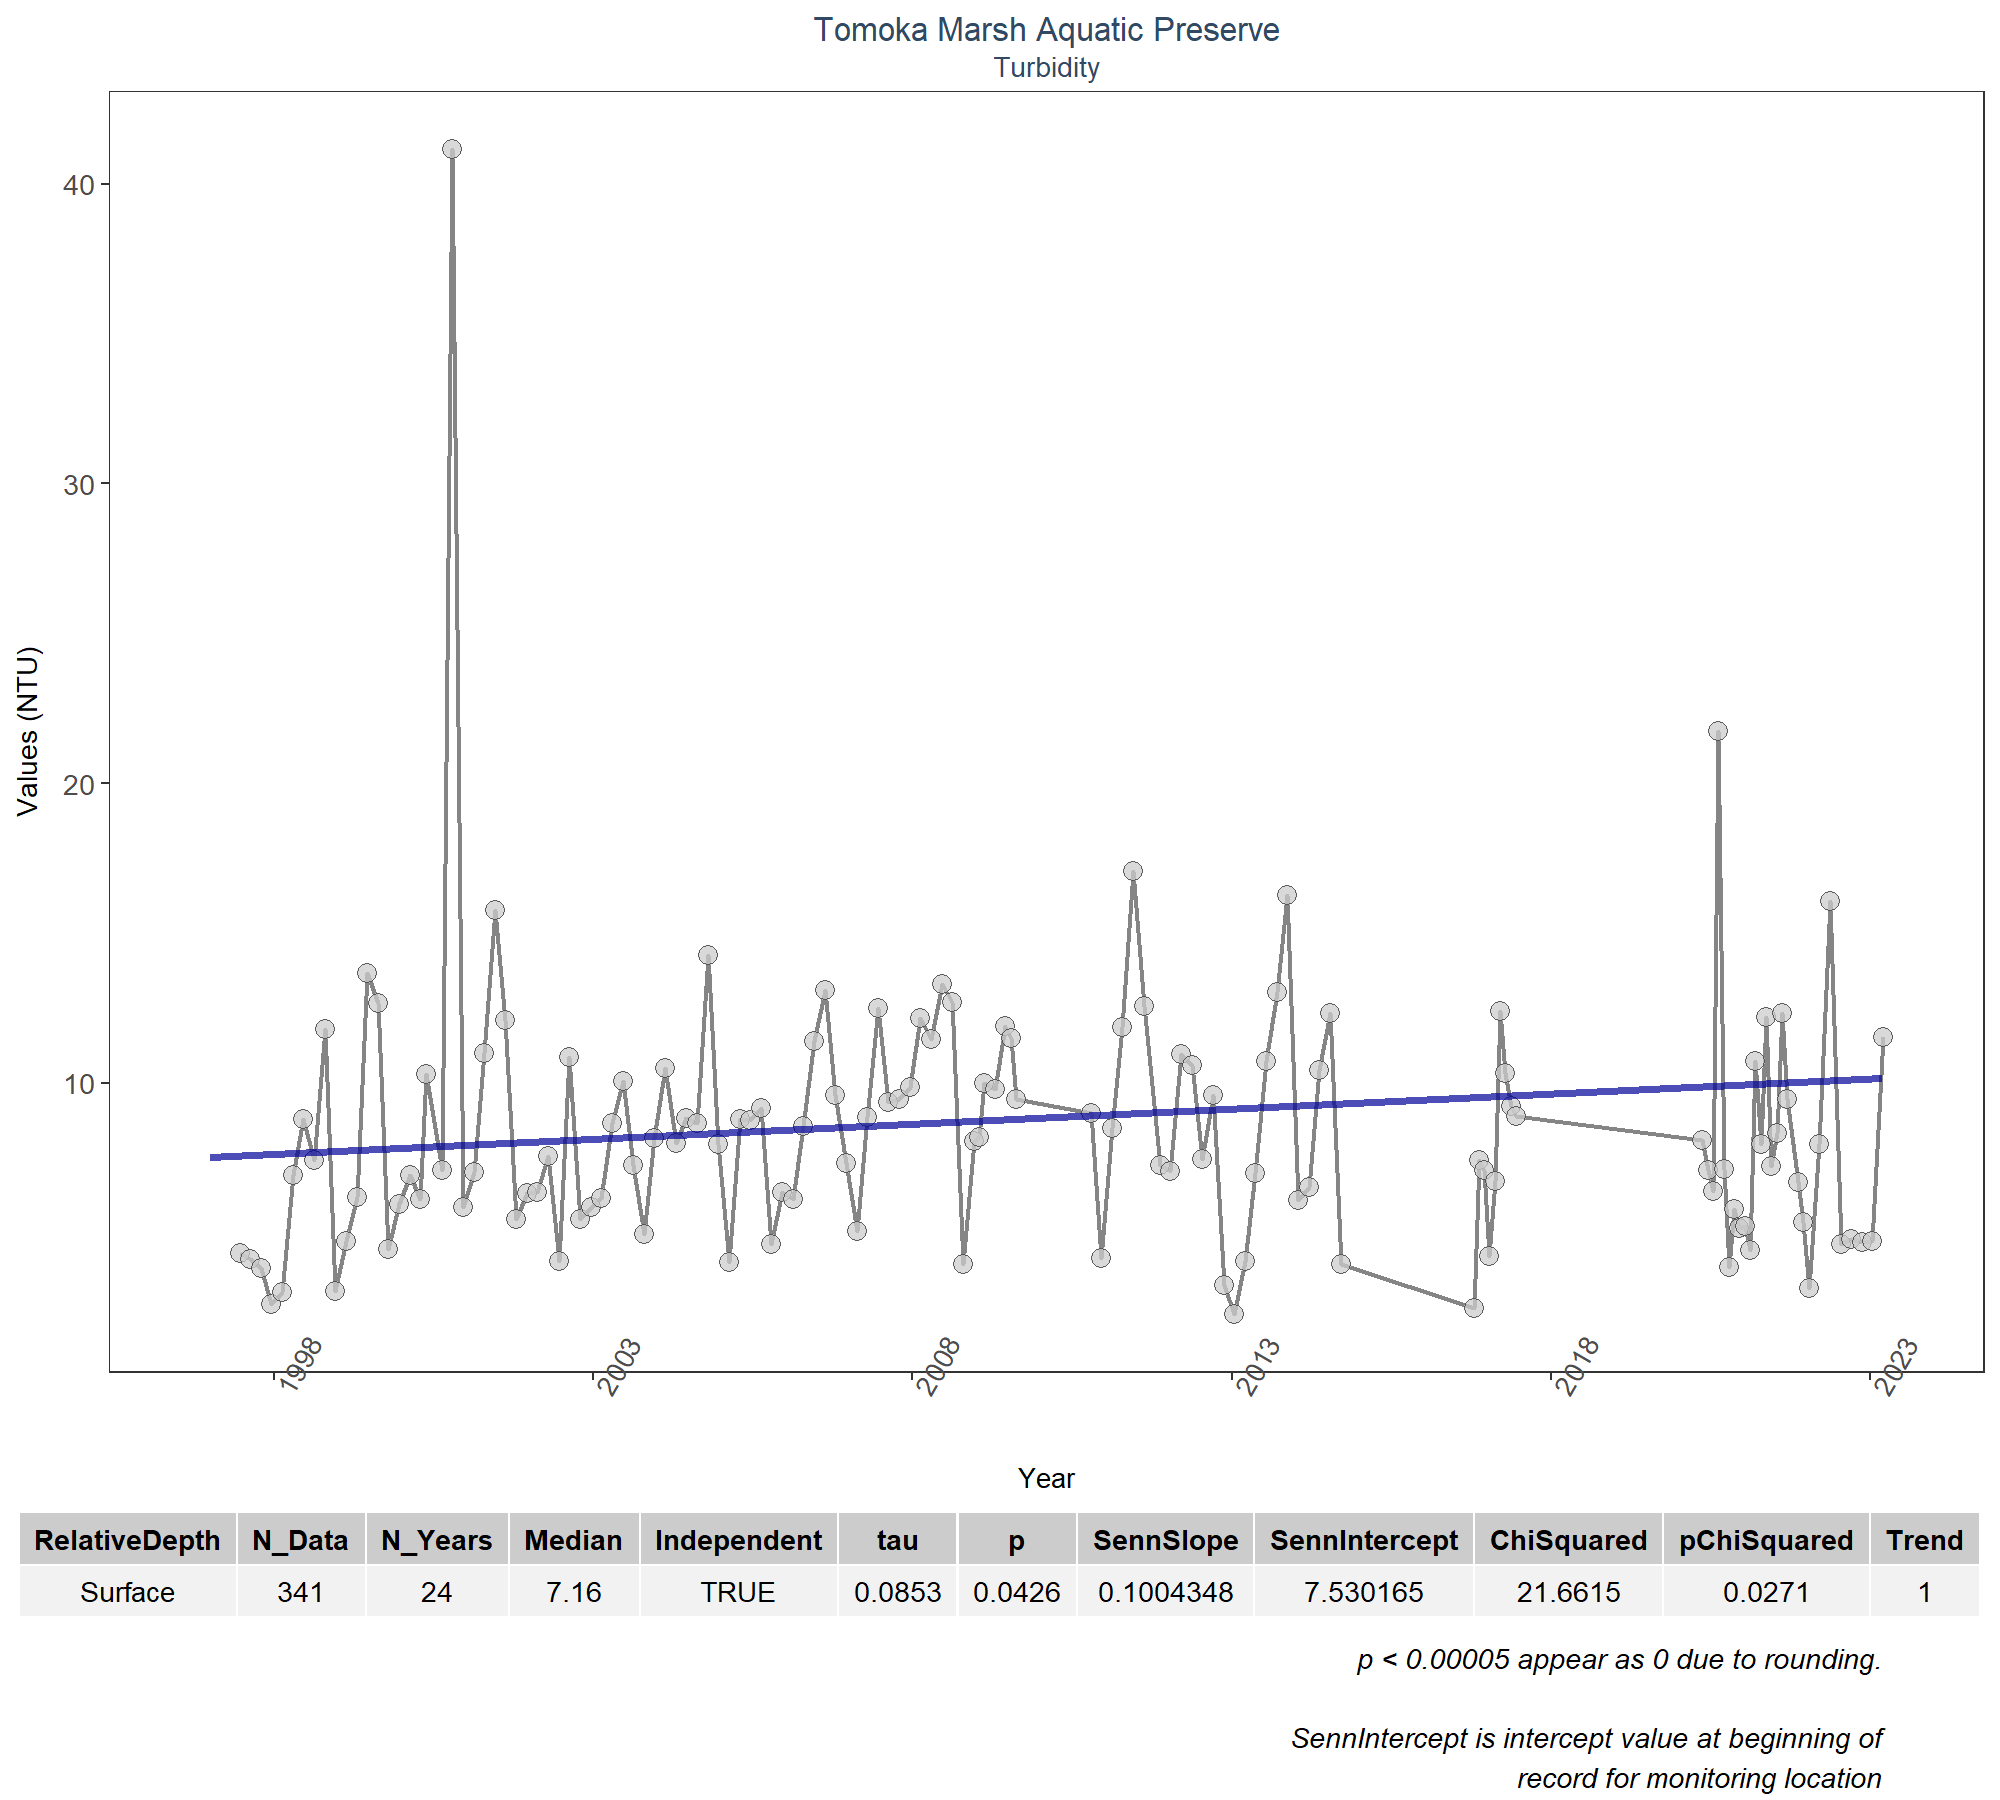 Tomoka Marsh Aquatic Preserve
Turbidity
40
30
20
10
Values (NTU)
1998
2003
2008
2013
2018
2023
Year
RelativeDepth N_Data N_Years Median Independent tau p SennSlope SennIntercept ChiSquared pChiSquared Trend
Surface 341 24 7.16 TRUE 0.0853 0.0426 0.1004348 7.530165 21.6615 0.0271 1
p < 0.00005 appear as 0 due to rounding.
SennIntercept is intercept value at beginning of
record for monitoring location